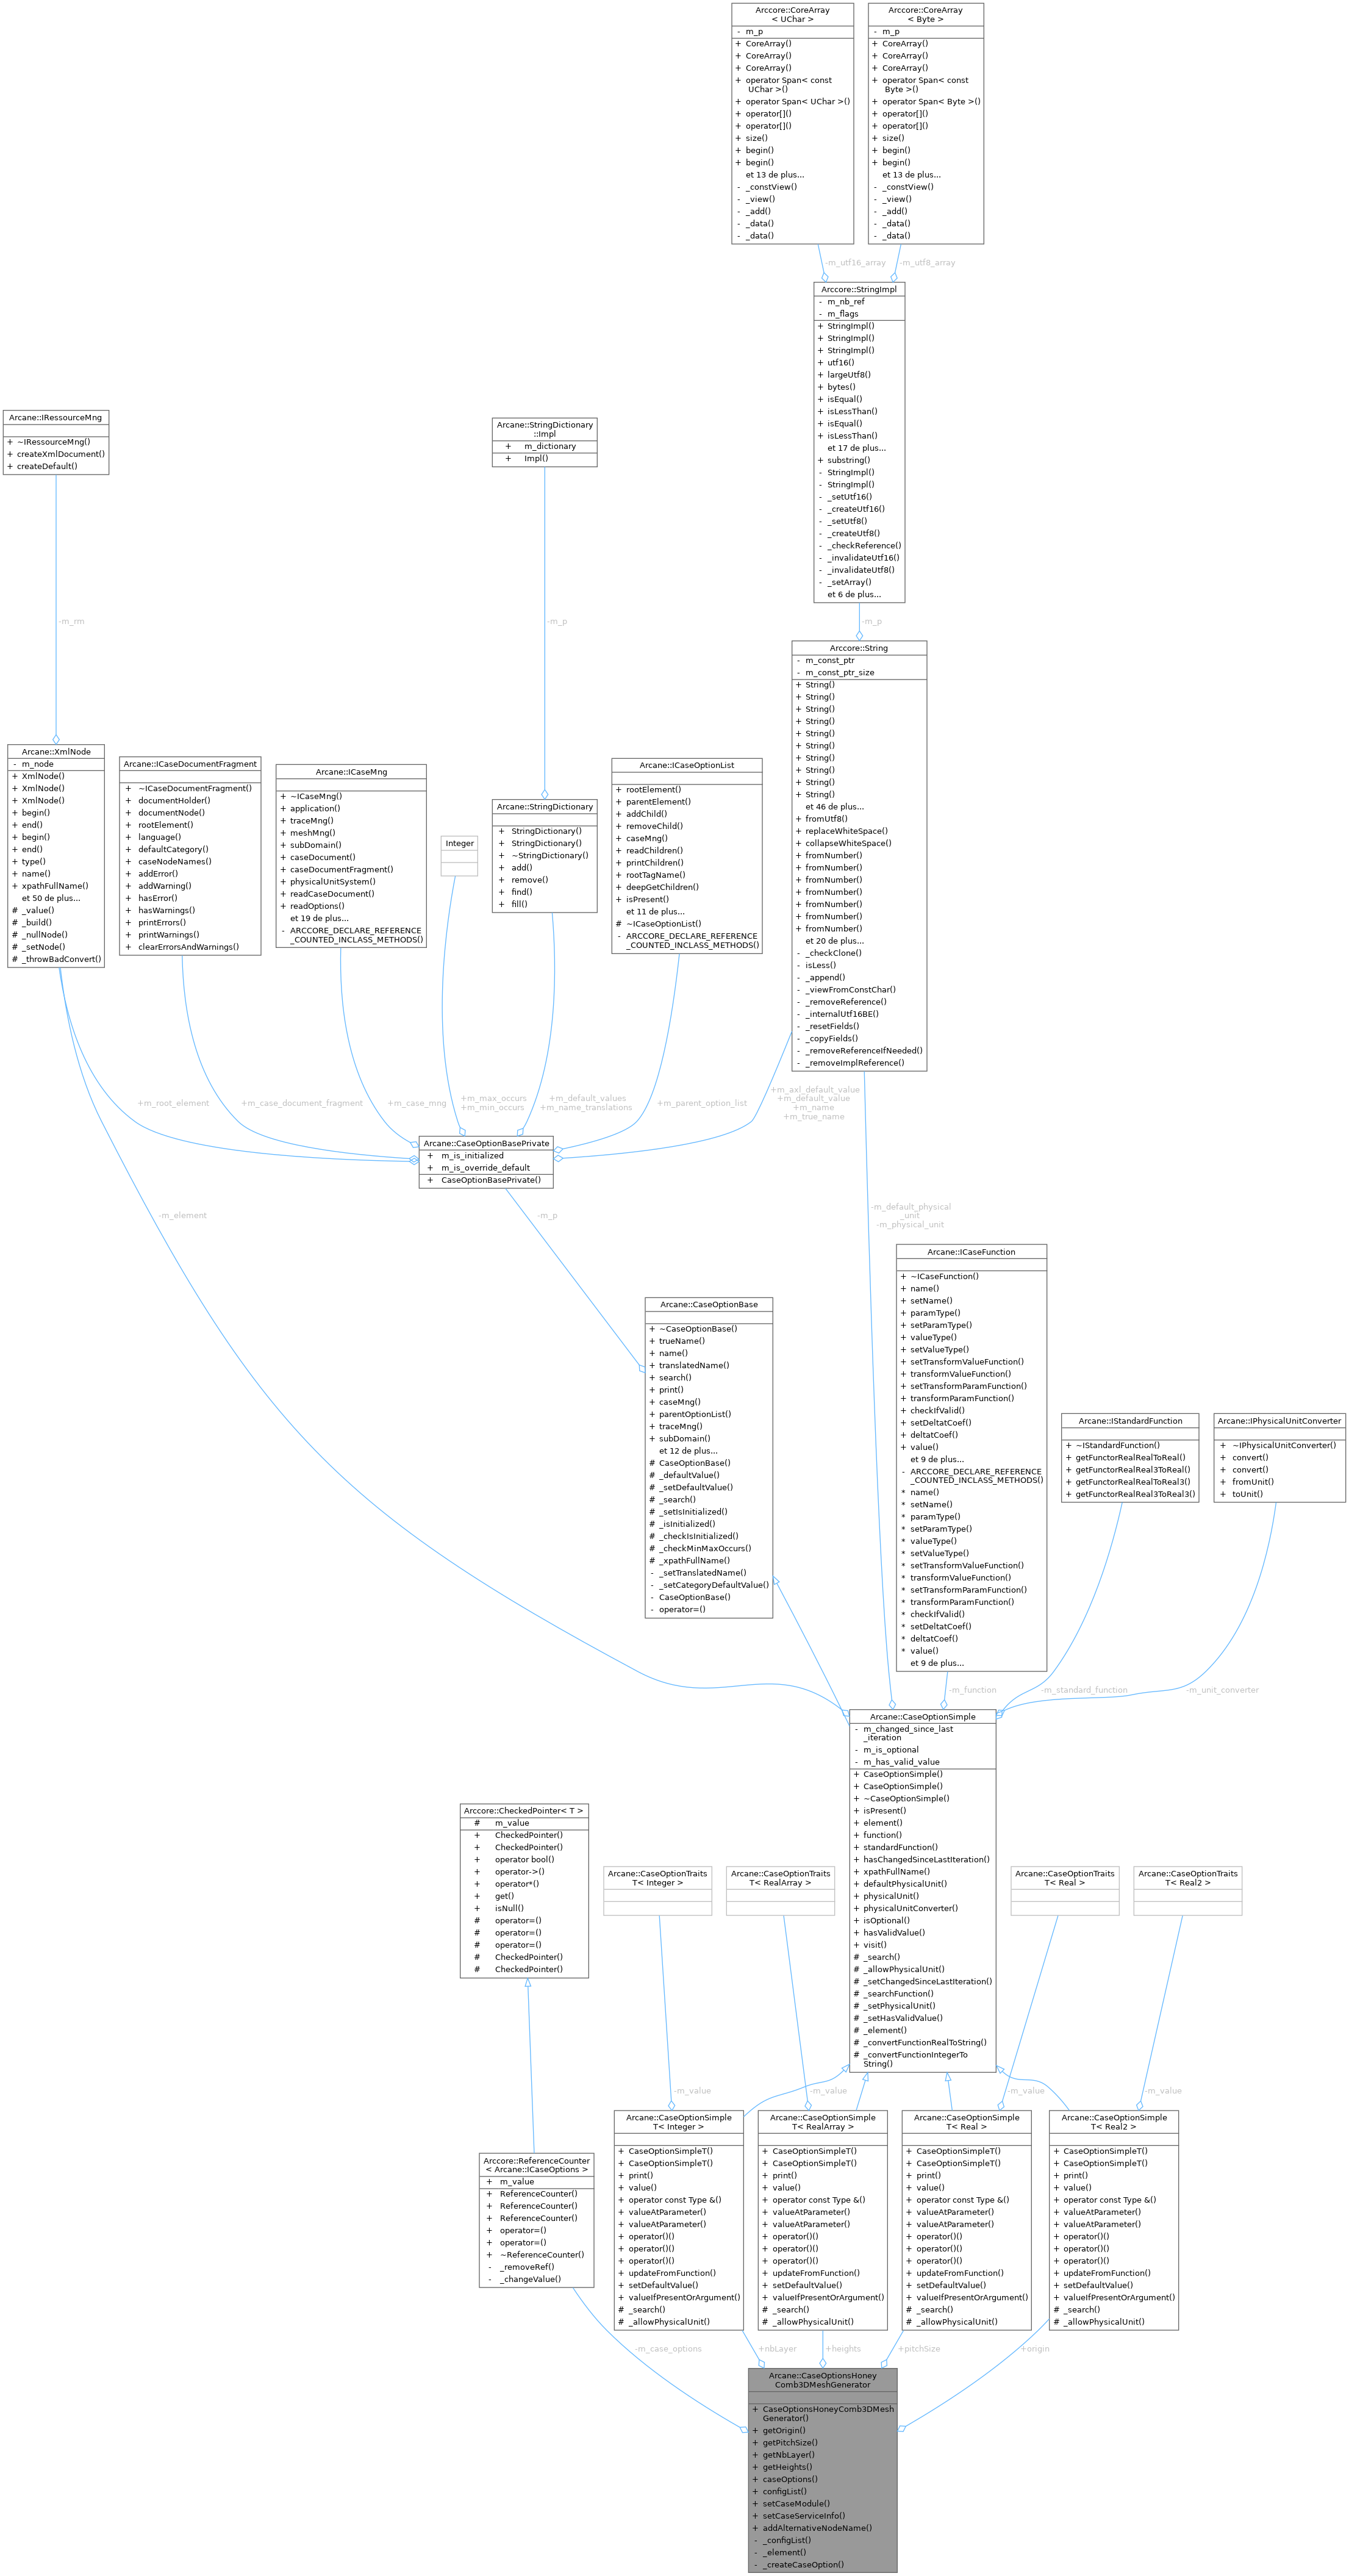 Arccore::CoreArray
< UChar >
- m_p
+ CoreArray()
+ CoreArray()
+ CoreArray()
+ operator Span< const
UChar >()
+ operator Span< UChar >()
+ operator[]()
+ operator[]()
+ size()
+ begin()
+ begin()
et 13 de plus...
- _constView()
- _view()
- _add()
- _data()
- _data()
Arccore::CoreArray
< Byte >
- m_p
+ CoreArray()
+ CoreArray()
+ CoreArray()
+ operator Span< const
Byte >()
+ operator Span< Byte >()
+ operator[]()
+ operator[]()
+ size()
+ begin()
+ begin()
et 13 de plus...
- _constView()
- _view()
- _add()
- _data()
- _data()
-m_utf16_array
-m_utf8_array
Arccore::StringImpl
- m_nb_ref
- m_flags
+ StringImpl()
+ StringImpl()
+ StringImpl()
+ utf16()
+ largeUtf8()
+ bytes()
+ isEqual()
+ isLessThan()
+ isEqual()
+ isLessThan()
et 17 de plus...
+ substring()
- StringImpl()
- StringImpl()
- _setUtf16()
- _createUtf16()
- _setUtf8()
- _createUtf8()
- _checkReference()
- _invalidateUtf16()
- _invalidateUtf8()
- _setArray()
et 6 de plus...
Arcane::IRessourceMng
+ ~IRessourceMng()
+ createXmlDocument()
+ createDefault()
Arcane::StringDictionary
::Impl
+ m_dictionary
+ Impl()
-m_rm
-m_p
-m_p
Arccore::String
- m_const_ptr
- m_const_ptr_size
+ String()
+ String()
+ String()
+ String()
+ String()
+ String()
+ String()
+ String()
+ String()
+ String()
et 46 de plus...
+ fromUtf8()
+ replaceWhiteSpace()
+ collapseWhiteSpace()
+ fromNumber()
+ fromNumber()
+ fromNumber()
+ fromNumber()
+ fromNumber()
+ fromNumber()
+ fromNumber()
et 20 de plus...
- _checkClone()
- isLess()
- _append()
- _viewFromConstChar()
- _removeReference()
- _internalUtf16BE()
- _resetFields()
- _copyFields()
- _removeReferenceIfNeeded()
- _removeImplReference()
Arcane::XmlNode
- m_node
+ XmlNode()
+ XmlNode()
+ XmlNode()
+ begin()
+ end()
+ begin()
+ end()
+ type()
+ name()
+ xpathFullName()
et 50 de plus...
# _value()
# _build()
# _nullNode()
# _setNode()
# _throwBadConvert()
Arcane::ICaseDocumentFragment
+ ~ICaseDocumentFragment()
+ documentHolder()
+ documentNode()
+ rootElement()
+ language()
+ defaultCategory()
+ caseNodeNames()
+ addError()
+ addWarning()
+ hasError()
+ hasWarnings()
+ printErrors()
+ printWarnings()
+ clearErrorsAndWarnings()
Arcane::ICaseMng
+ ~ICaseMng()
+ application()
+ traceMng()
+ meshMng()
+ subDomain()
+ caseDocument()
+ caseDocumentFragment()
+ physicalUnitSystem()
+ readCaseDocument()
+ readOptions()
et 19 de plus...
- ARCCORE_DECLARE_REFERENCE
_COUNTED_INCLASS_METHODS()
Integer
Arcane::StringDictionary
+ StringDictionary()
+ StringDictionary()
+ ~StringDictionary()
+ add()
+ remove()
+ find()
+ fill()
Arcane::ICaseOptionList
+ rootElement()
+ parentElement()
+ addChild()
+ removeChild()
+ caseMng()
+ readChildren()
+ printChildren()
+ rootTagName()
+ deepGetChildren()
+ isPresent()
et 11 de plus...
# ~ICaseOptionList()
- ARCCORE_DECLARE_REFERENCE
_COUNTED_INCLASS_METHODS()
+m_root_element
+m_case_document_fragment
+m_case_mng
+m_max_occurs
+m_min_occurs
+m_default_values
+m_name_translations
+m_parent_option_list
+m_axl_default_value
+m_default_value
+m_name
+m_true_name
Arcane::CaseOptionBasePrivate
+ m_is_initialized
+ m_is_override_default
+ CaseOptionBasePrivate()
-m_element
-m_p
-m_default_physical
_unit
-m_physical_unit
Arcane::CaseOptionBase
+ ~CaseOptionBase()
+ trueName()
+ name()
+ translatedName()
+ search()
+ print()
+ caseMng()
+ parentOptionList()
+ traceMng()
+ subDomain()
et 12 de plus...
# CaseOptionBase()
# _defaultValue()
# _setDefaultValue()
# _search()
# _setIsInitialized()
# _isInitialized()
# _checkIsInitialized()
# _checkMinMaxOccurs()
# _xpathFullName()
- _setTranslatedName()
- _setCategoryDefaultValue()
- CaseOptionBase()
- operator=()
Arcane::ICaseFunction
+ ~ICaseFunction()
+ name()
+ setName()
+ paramType()
+ setParamType()
+ valueType()
+ setValueType()
+ setTransformValueFunction()
+ transformValueFunction()
+ setTransformParamFunction()
+ transformParamFunction()
+ checkIfValid()
+ setDeltatCoef()
+ deltatCoef()
+ value()
et 9 de plus...
- ARCCORE_DECLARE_REFERENCE
_COUNTED_INCLASS_METHODS()
* name()
* setName()
* paramType()
* setParamType()
* valueType()
* setValueType()
* setTransformValueFunction()
* transformValueFunction()
* setTransformParamFunction()
* transformParamFunction()
* checkIfValid()
* setDeltatCoef()
* deltatCoef()
* value()
et 9 de plus...
Arcane::IStandardFunction
+ ~IStandardFunction()
+ getFunctorRealRealToReal()
+ getFunctorRealReal3ToReal()
+ getFunctorRealRealToReal3()
+ getFunctorRealReal3ToReal3()
Arcane::IPhysicalUnitConverter
+ ~IPhysicalUnitConverter()
+ convert()
+ convert()
+ fromUnit()
+ toUnit()
-m_function
-m_standard_function
-m_unit_converter
Arcane::CaseOptionSimple
- m_changed_since_last
_iteration
- m_is_optional
- m_has_valid_value
+ CaseOptionSimple()
+ CaseOptionSimple()
+ ~CaseOptionSimple()
+ isPresent()
+ element()
+ function()
+ standardFunction()
+ hasChangedSinceLastIteration()
+ xpathFullName()
+ defaultPhysicalUnit()
+ physicalUnit()
+ physicalUnitConverter()
+ isOptional()
+ hasValidValue()
+ visit()
# _search()
# _allowPhysicalUnit()
# _setChangedSinceLastIteration()
# _searchFunction()
# _setPhysicalUnit()
# _setHasValidValue()
# _element()
# _convertFunctionRealToString()
# _convertFunctionIntegerTo
String()
Arccore::CheckedPointer< T >
# m_value
+ CheckedPointer()
+ CheckedPointer()
+ operator bool()
+ operator->()
+ operator*()
+ get()
+ isNull()
# operator=()
# operator=()
# operator=()
# CheckedPointer()
# CheckedPointer()
Arcane::CaseOptionTraits
T< Integer >
Arcane::CaseOptionTraits
T< RealArray >
Arcane::CaseOptionTraits
T< Real >
Arcane::CaseOptionTraits
T< Real2 >
-m_value
-m_value
-m_value
-m_value
Arccore::ReferenceCounter
< Arcane::ICaseOptions >
+ m_value
+ ReferenceCounter()
+ ReferenceCounter()
+ ReferenceCounter()
+ operator=()
+ operator=()
+ ~ReferenceCounter()
- _removeRef()
- _changeValue()
Arcane::CaseOptionSimple
T< Integer >
+ CaseOptionSimpleT()
+ CaseOptionSimpleT()
+ print()
+ value()
+ operator const Type &()
+ valueAtParameter()
+ valueAtParameter()
+ operator()()
+ operator()()
+ operator()()
+ updateFromFunction()
+ setDefaultValue()
+ valueIfPresentOrArgument()
# _search()
# _allowPhysicalUnit()
Arcane::CaseOptionSimple
T< RealArray >
+ CaseOptionSimpleT()
+ CaseOptionSimpleT()
+ print()
+ value()
+ operator const Type &()
+ valueAtParameter()
+ valueAtParameter()
+ operator()()
+ operator()()
+ operator()()
+ updateFromFunction()
+ setDefaultValue()
+ valueIfPresentOrArgument()
# _search()
# _allowPhysicalUnit()
Arcane::CaseOptionSimple
T< Real >
+ CaseOptionSimpleT()
+ CaseOptionSimpleT()
+ print()
+ value()
+ operator const Type &()
+ valueAtParameter()
+ valueAtParameter()
+ operator()()
+ operator()()
+ operator()()
+ updateFromFunction()
+ setDefaultValue()
+ valueIfPresentOrArgument()
# _search()
# _allowPhysicalUnit()
Arcane::CaseOptionSimple
T< Real2 >
+ CaseOptionSimpleT()
+ CaseOptionSimpleT()
+ print()
+ value()
+ operator const Type &()
+ valueAtParameter()
+ valueAtParameter()
+ operator()()
+ operator()()
+ operator()()
+ updateFromFunction()
+ setDefaultValue()
+ valueIfPresentOrArgument()
# _search()
# _allowPhysicalUnit()
-m_case_options
+nbLayer
+heights
+pitchSize
+origin
Arcane::CaseOptionsHoney
Comb3DMeshGenerator
+ CaseOptionsHoneyComb3DMesh
Generator()
+ getOrigin()
+ getPitchSize()
+ getNbLayer()
+ getHeights()
+ caseOptions()
+ configList()
+ setCaseModule()
+ setCaseServiceInfo()
+ addAlternativeNodeName()
- _configList()
- _element()
- _createCaseOption()